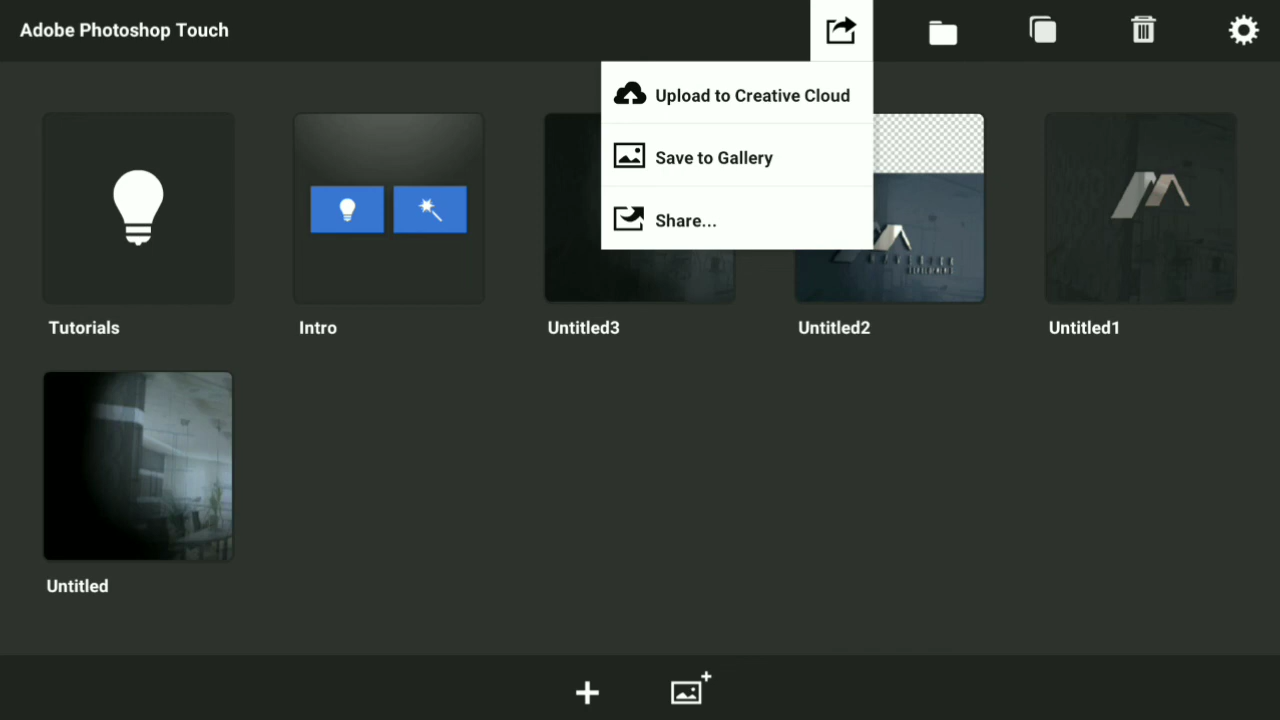 Adobe Photoshop Touch
Upload to Creative Cloud
Save to Gallery
Share...
Tutorials
Intro
Untitled3
Untitled2
Untitled1
Untitled